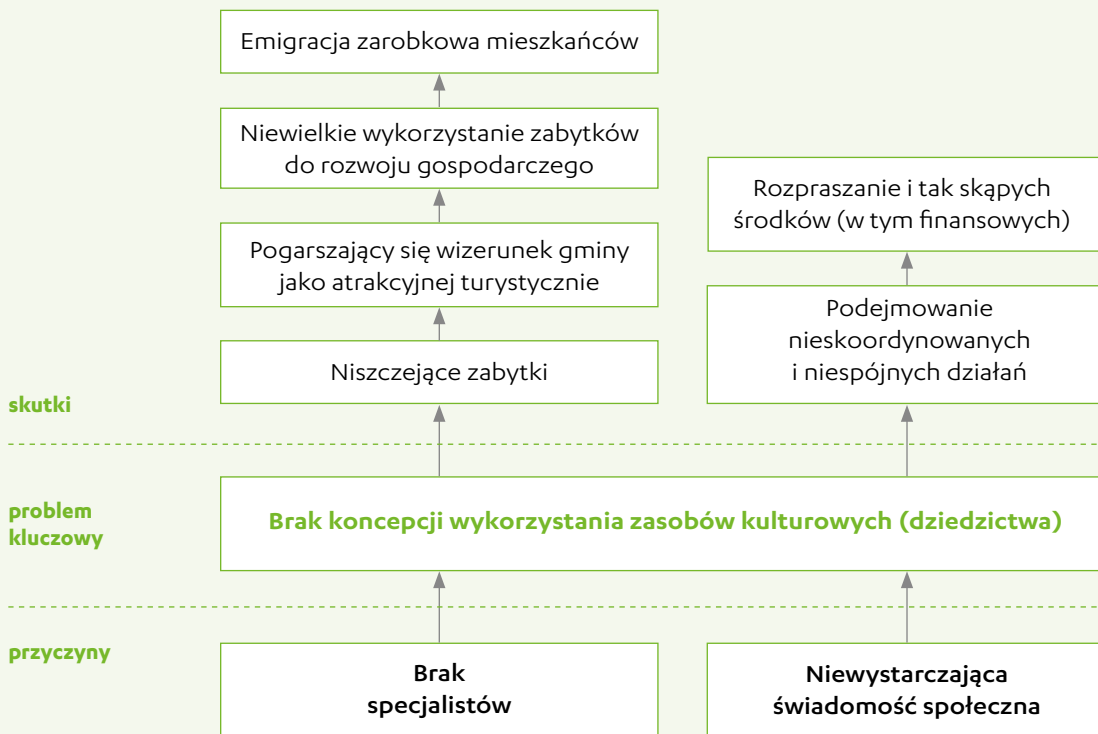 Emigracja zarobkowa mieszkańców
Niewielkie wykorzystanie zabytków
do rozwoju gospodarczego
Pogarszający się wizerunek gminy
jako atrakcyjnej turystycznie
Niszczejące zabytki
Rozpraszanie i tak skąpych
środków (w tym finansowych)
Podejmowanie
nieskoordynowanych
i niespójnych działań
skutki
problem
kluczowy
Brak koncepcji wykorzystania zasobów kulturowych (dziedzictwa)
przyczyny
Brak
specjalistów
Niewystarczająca
świadomość społeczna